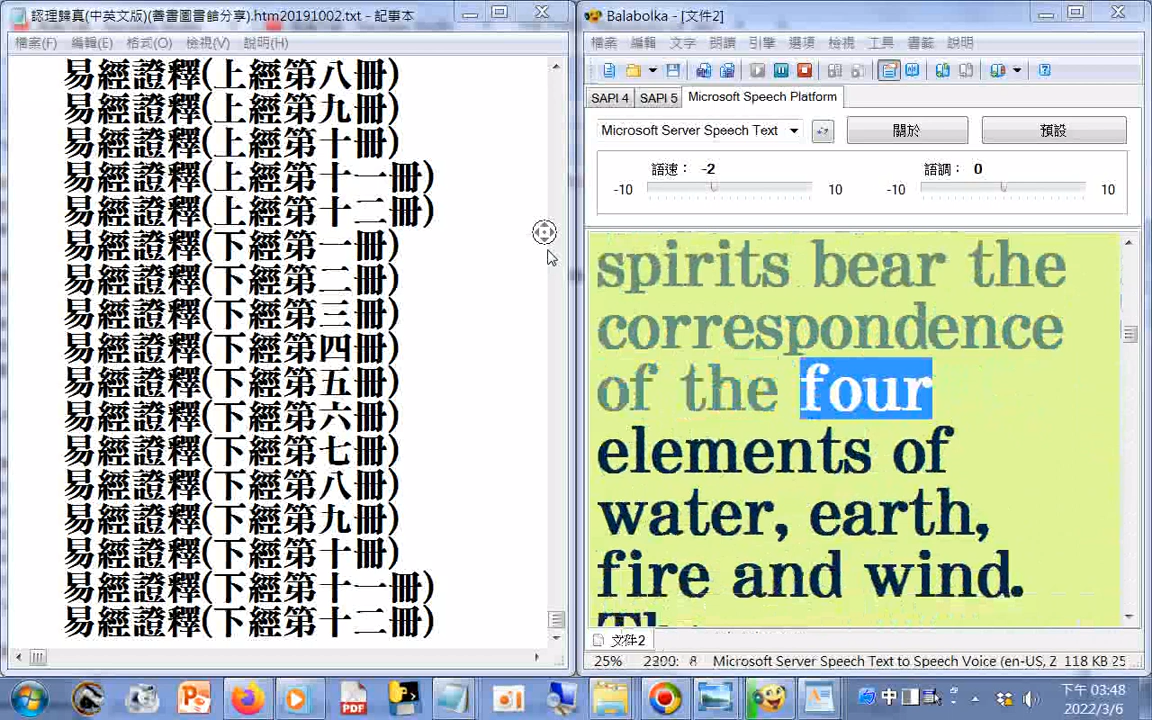 認理歸真(中英文版)(善書圖書館分享).htm20191002.txt - 記事本
檔案(F) 編輯(E) 格式(O) 檢視(V) 說明(H)
易經證釋(上經第八冊)
易經證釋(上經第九冊)
易經證釋(上經第十冊)
易經證釋(上經第十一冊)
易經證釋(上經第十二冊)
易經證釋(下經第一冊)
易經證釋(下經第二冊)
易經證釋(下經第三冊)
易經證釋(下經第四冊)
易經證釋(下經第五冊)
易經證釋(下經第六冊)
易經證釋(下經第七冊)
易經證釋(下經第八冊)
易經證釋(下經第九冊)
易經證釋(下經第十冊)
易經證釋(下經第十一冊)
易經證釋(下經第十二冊)
Balabolka - [文件2]
檔案 編輯 文字 朗讀 引擎 選項 檢視 工具 書籤 說明
SAPI 4 SAPI 5 Microsoft Speech Platform
Microsoft Server Speech Text 關於 預設
語速： -2 語調： 0
-10 10 -10 10
spirits bear the
correspondence
of the four
elements of
water, earth,
fire and wind.
文件2
25% 2200: 8 Microsoft Server Speech Text to Speech Voice (en-US, Z 118 KB 25
中
下午 03:48
2022/3/6